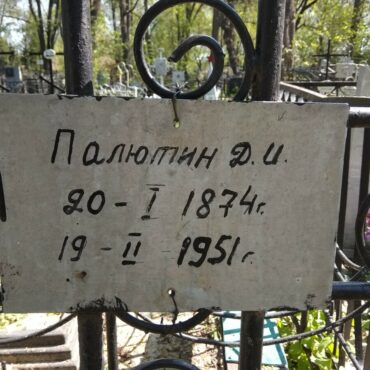 Палютин Д.И.
20 - I 1874г.
19 - II - 1951г.